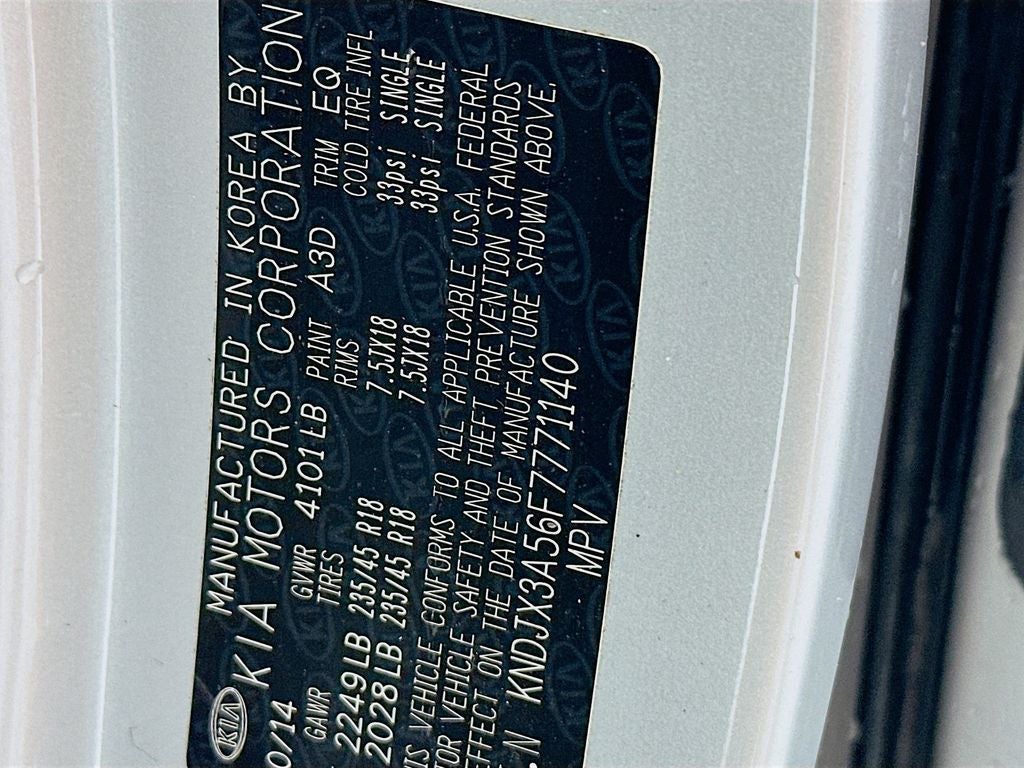 KIA MANUFACTURED IN KOREA BY
KIA MOTORS CORPORATION
0/14 GVWR 4101LB PAINT A3D TRIM EQ
GAWR TIRES RIMS COLD TIRE INFL
2249LB 235/45 R18 7.5JX18 33psi SINGLE
2028LB 235/45 R18 7.5JX18 33psi SINGLE
IS VEHICLE CONFORMS TO ALL APPLICABLE U.S.A. FEDERAL
TOR VEHICLE SAFETY AND THEFT PREVENTION STANDARDS
EFFECT ON THE DATE OF MANUFACTURE SHOWN ABOVE.
.N KNDJX3A56F7771140
MPV